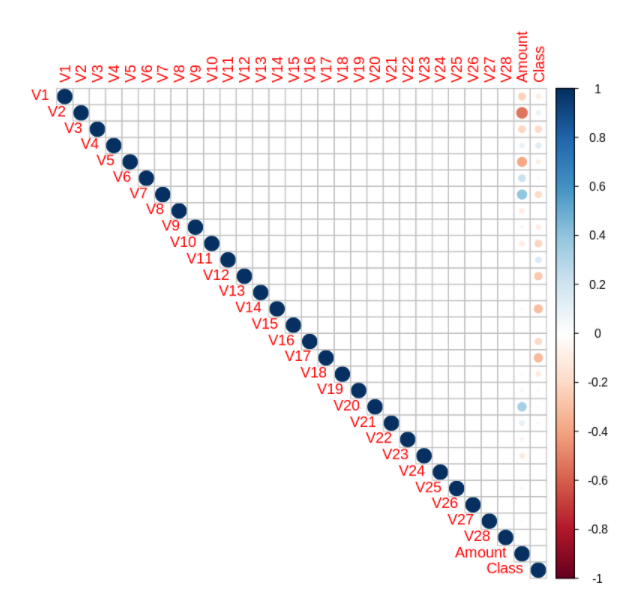 V1 V2 V3 V4 V5 V6 V7 V8 V9 V10 V11 V12 V13 V14 V15 V16 V17 V18 V19 V20 V21 V22 V23 V24 V25 V26 V27 V28 Amount Class
V1
V2
V3
V4
V5
V6
V7
V8
V9
V10
V11
V12
V13
V14
V15
V16
V17
V18
V19
V20
V21
V22
V23
V24
V25
V26
V27
V28
Amount
Class
1
0.8
0.6
0.4
0.2
0
-0.2
-0.4
-0.6
-0.8
-1